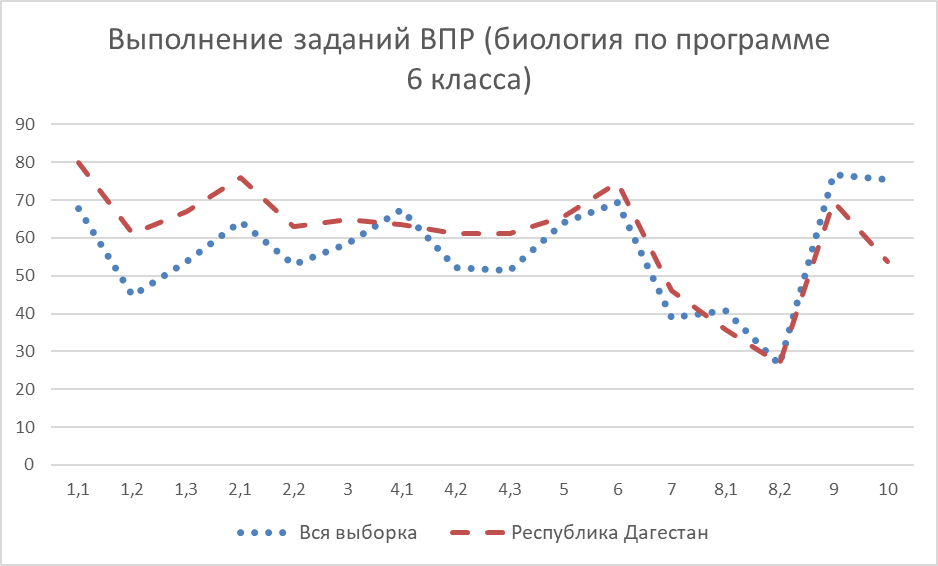 Выполнение заданий ВПР (биология по программе
6 класса)
90
80
70
60
50
40
30
20
10
0
1,1 1,2 1,3 2,1 2,2 3 4,1 4,2 4,3 5 6 7 8,1 8,2 9 10
Вся выборка Республика Дагестан